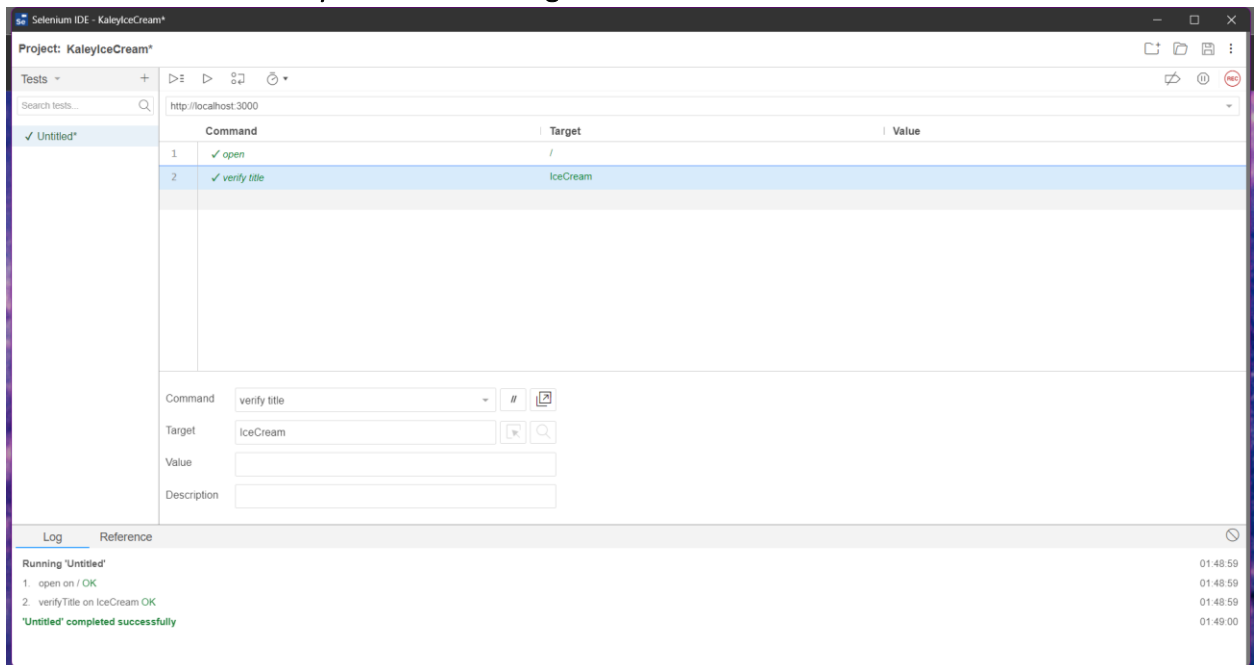 Selenium IDE - KaleyIceCream*
Project: KaleyIceCream*
Tests
Search tests...
http://localhost:3000
✓ Untitled*
Command Target Value
1 ✓ open /
2 ✓ verify title IceCream
Command verify title //
Target IceCream
Value
Description
Log Reference
Running 'Untitled' 01:48:59
1. open on / OK 01:48:59
2. verifyTitle on IceCream OK 01:48:59
'Untitled' completed successfully 01:49:00
REC